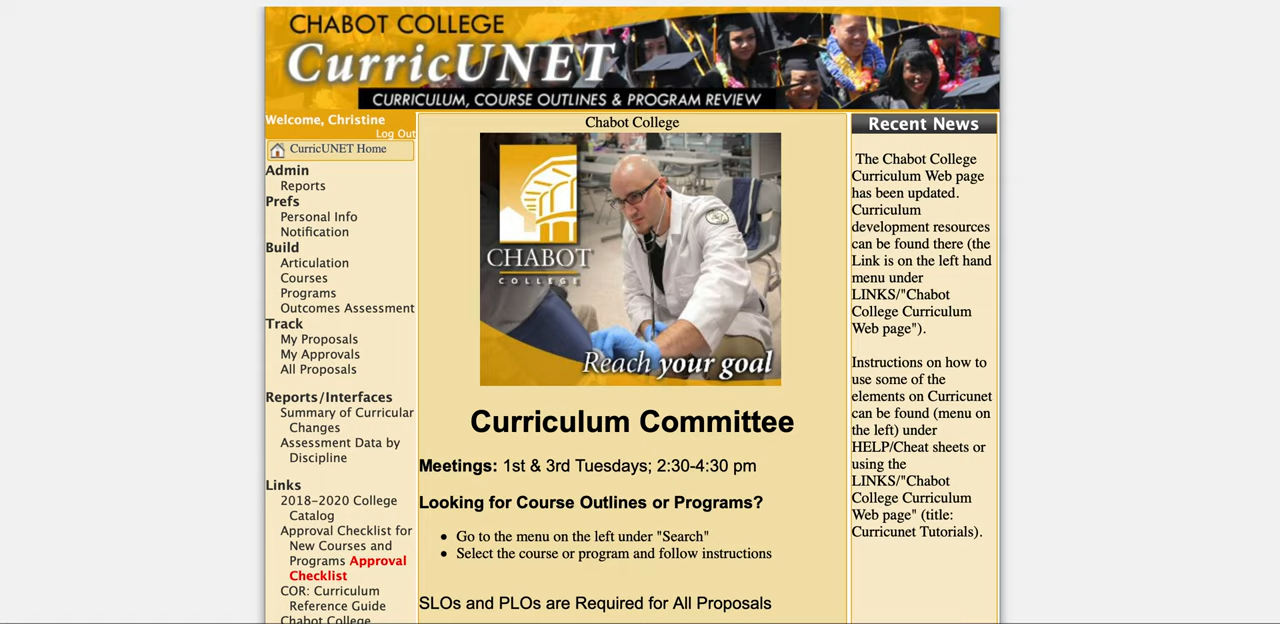 CHABOT COLLEGE
CurricUNET
CURRICULUM, COURSE OUTLINES & PROGRAM REVIEW
Welcome, Christine
Log Out
CurricUNET Home
Admin
Reports
Prefs
Personal Info
Notification
Build
Articulation
Courses
Programs
Outcomes Assessment
Track
My Proposals
My Approvals
All Proposals
Reports/Interfaces
Summary of Curricular
Changes
Assessment Data by
Discipline
Links
2018-2020 College
Catalog
Approval Checklist for
New Courses and
Programs Approval
Checklist
COR: Curriculum
Reference Guide
Chabot College
Chabot College
CHABOT
COLLEGE
Reach your goal
Curriculum Committee
Meetings: 1st & 3rd Tuesdays; 2:30-4:30 pm
Looking for Course Outlines or Programs?
• Go to the menu on the left under "Search"
• Select the course or program and follow instructions
SLOs and PLOs are Required for All Proposals
Recent News
The Chabot College
Curriculum Web page
has been updated.
Curriculum
development resources
can be found there (the
Link is on the left hand
menu under
LINKS/"Chabot
College Curriculum
Web page").
Instructions on how to
use some of the
elements on Curricunet
can be found (menu on
the left) under
HELP/Cheat sheets or
using the
LINKS/"Chabot
College Curriculum
Web page" (title:
Curricunet Tutorials).